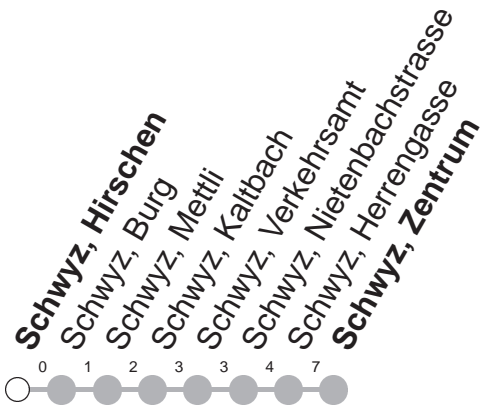 Schwyz, Hirschen
Schwyz, Burg
Schwyz, Mettli
Schwyz, Kaltbach
Schwyz, Verkehrsamt
Schwyz, Nietenbachstrasse
Schwyz, Herrengasse
Schwyz, Zentrum
0 1 2 3 3 4 7